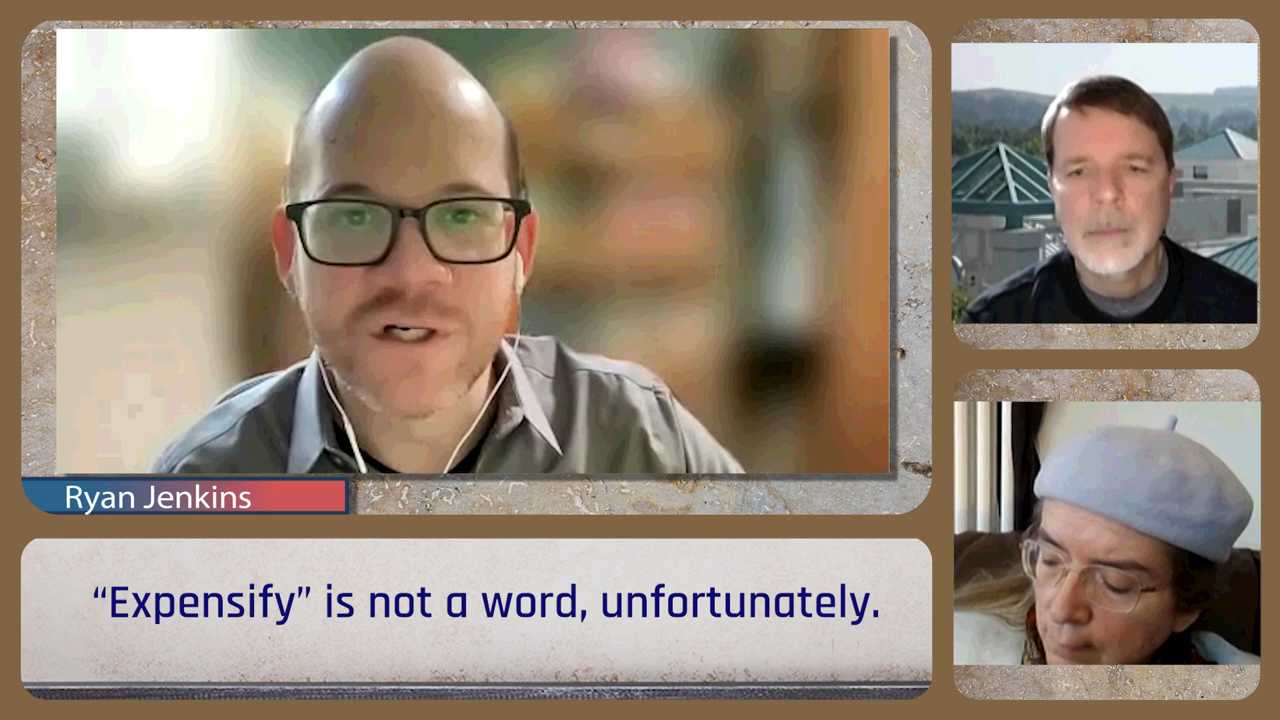 Ryan Jenkins
“Expensify” is not a word, unfortunately.